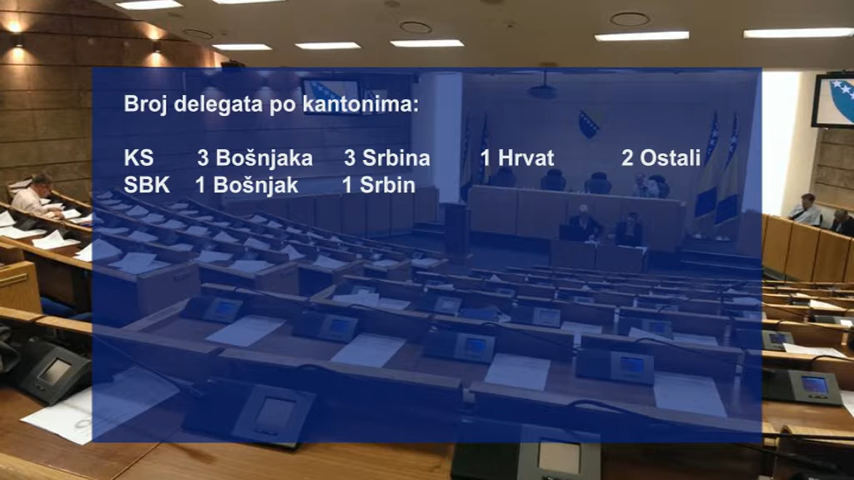 Broj delegata po kantonima:
KS 3 Bošnjaka 3 Srbina 1 Hrvat 2 Ostali
SBK 1 Bošnjak 1 Srbin